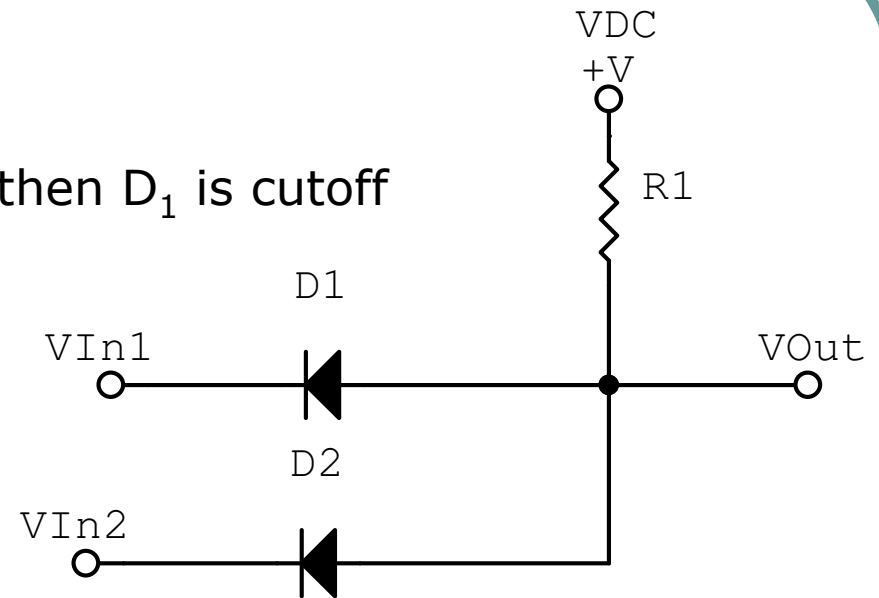 VDC
+V
then D₁ is cutoff
R1
D1
VIn1
VOut
D2
VIn2